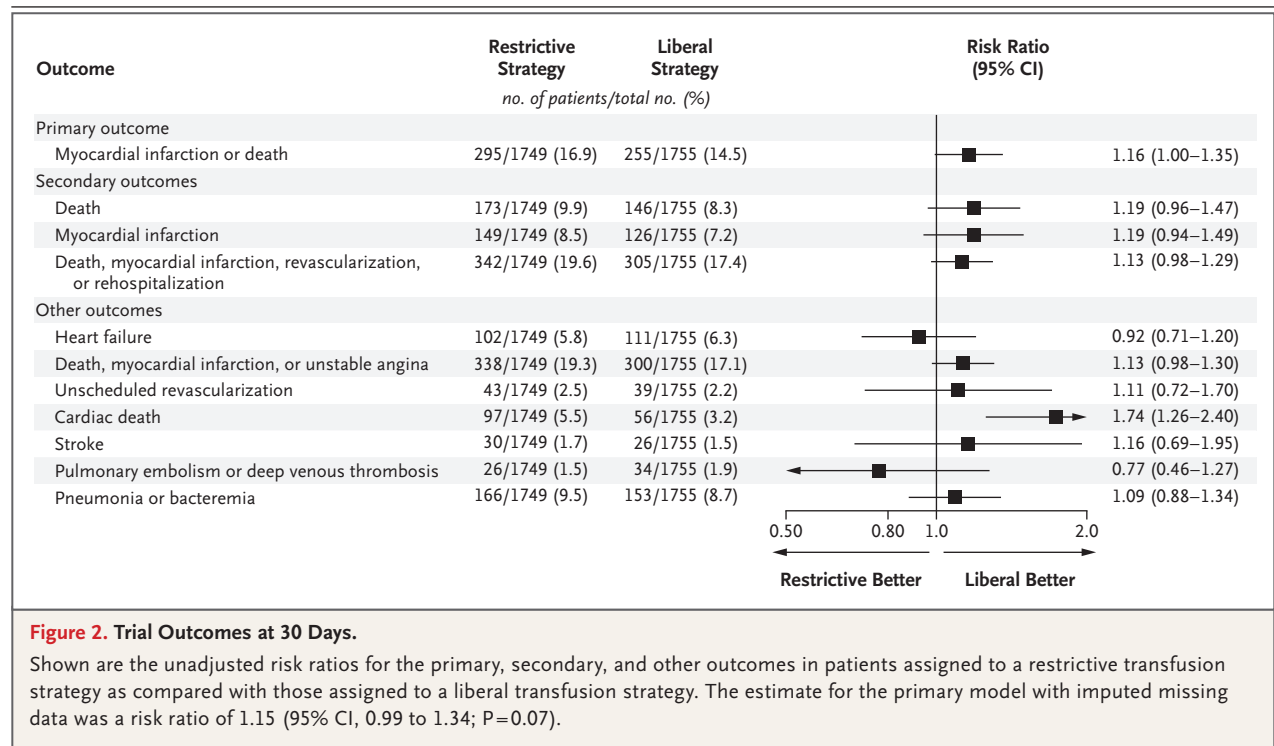 Outcome Restrictive Strategy Liberal Strategy Risk Ratio (95% CI)
no. of patients/total no. (%)
Primary outcome
Myocardial infarction or death 295/1749 (16.9) 255/1755 (14.5) 1.16 (1.00–1.35)
Secondary outcomes
Death 173/1749 (9.9) 146/1755 (8.3) 1.19 (0.96–1.47)
Myocardial infarction 149/1749 (8.5) 126/1755 (7.2) 1.19 (0.94–1.49)
Death, myocardial infarction, revascularization, 342/1749 (19.6) 305/1755 (17.4) 1.13 (0.98–1.29)
or rehospitalization
Other outcomes
Heart failure 102/1749 (5.8) 111/1755 (6.3) 0.92 (0.71–1.20)
Death, myocardial infarction, or unstable angina 338/1749 (19.3) 300/1755 (17.1) 1.13 (0.98–1.30)
Unscheduled revascularization 43/1749 (2.5) 39/1755 (2.2) 1.11 (0.72–1.70)
Cardiac death 97/1749 (5.5) 56/1755 (3.2) 1.74 (1.26–2.40)
Stroke 30/1749 (1.7) 26/1755 (1.5) 1.16 (0.69–1.95)
Pulmonary embolism or deep venous thrombosis 26/1749 (1.5) 34/1755 (1.9) 0.77 (0.46–1.27)
Pneumonia or bacteremia 166/1749 (9.5) 153/1755 (8.7) 1.09 (0.88–1.34)
0.50 0.80 1.0 2.0
Restrictive Better Liberal Better
Figure 2. Trial Outcomes at 30 Days.
Shown are the unadjusted risk ratios for the primary, secondary, and other outcomes in patients assigned to a restrictive transfusion
strategy as compared with those assigned to a liberal transfusion strategy. The estimate for the primary model with imputed missing
data was a risk ratio of 1.15 (95% CI, 0.99 to 1.34; P=0.07).